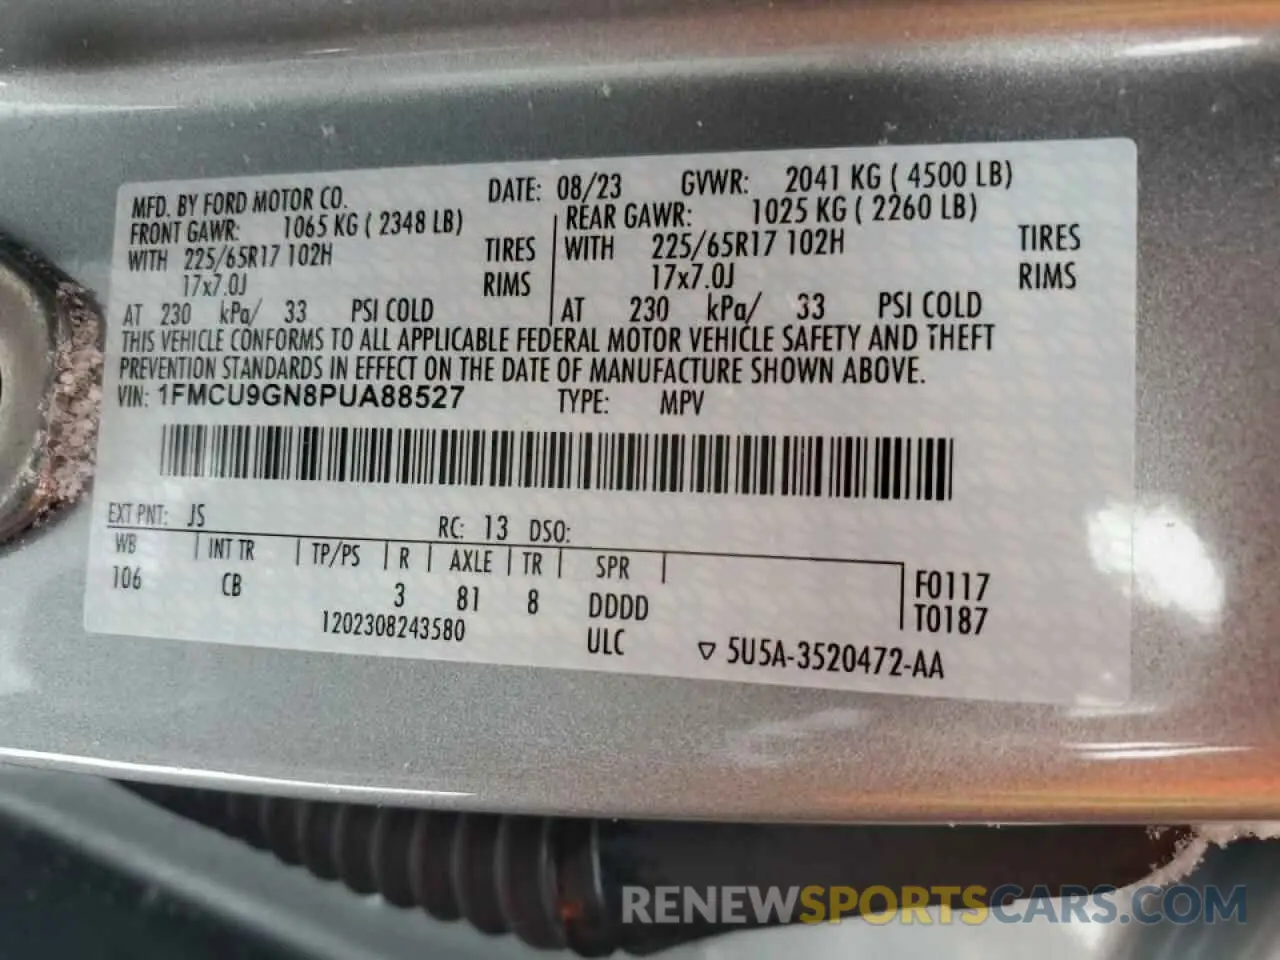 MFD. BY FORD MOTOR CO. DATE: 08/23 GVWR: 2041 KG ( 4500 LB)
FRONT GAWR: 1065 KG ( 2348 LB) REAR GAWR: 1025 KG ( 2260 LB)
WITH 225/65R17 102H TIRES WITH 225/65R17 102H TIRES
17x7.0J RIMS 17x7.0J RIMS
AT 230 kPa/ 33 PSI COLD AT 230 kPa/ 33 PSI COLD
THIS VEHICLE CONFORMS TO ALL APPLICABLE FEDERAL MOTOR VEHICLE SAFETY AND THEFT
PREVENTION STANDARDS IN EFFECT ON THE DATE OF MANUFACTURE SHOWN ABOVE.
VIN: 1FMCU9GN8PUA88527 TYPE: MPV
EXT PNT: JS RC: 13 DSO:
WB INT TR TP/PS R AXLE TR SPR
106 CB 3 81 8 DDDD F0117
T0187
1202308243580 ULC ▽ 5U5A-3520472-AA
RENEWSPORTSCARS.COM